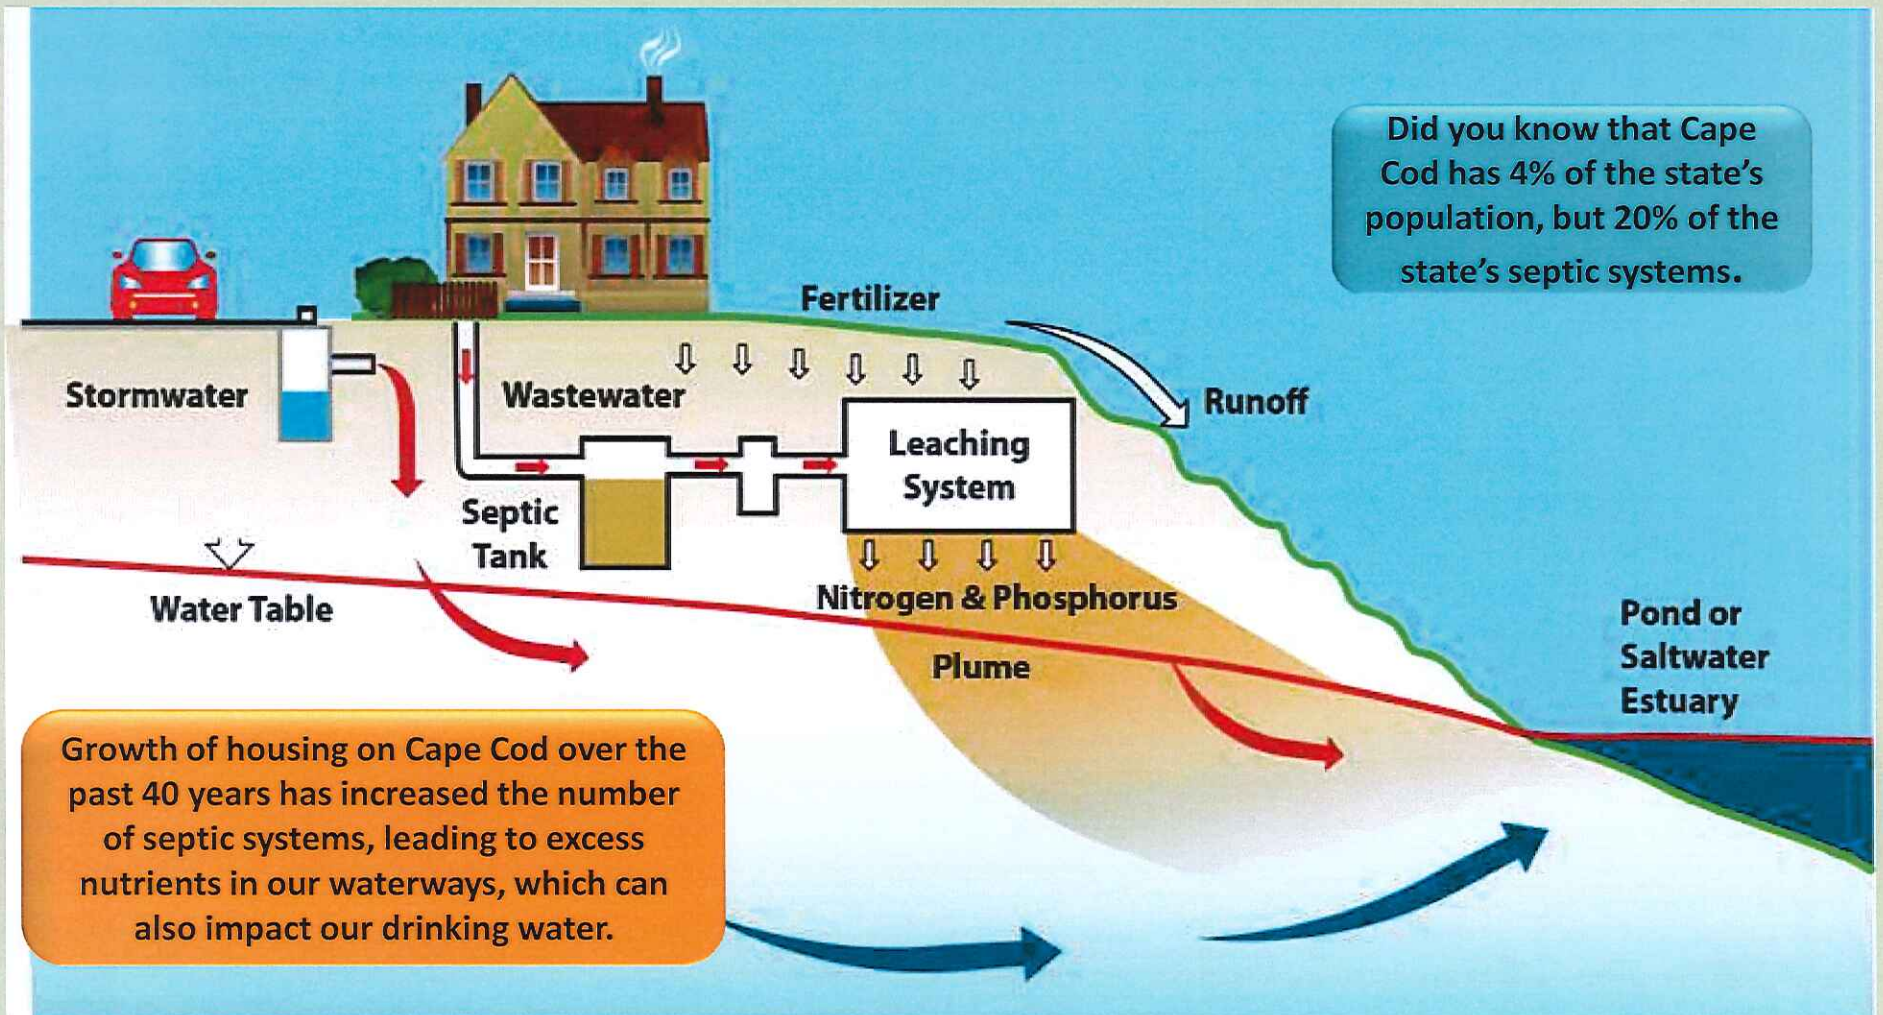 Did you know that Cape
Cod has 4% of the state's
population, but 20% of the
state's septic systems.
Fertilizer
Runoff
Stormwater
Wastewater
Leaching
System
Septic
Tank
Water Table
Nitrogen & Phosphorus
Plume
Pond or
Saltwater
Estuary
Growth of housing on Cape Cod over the
past 40 years has increased the number
of septic systems, leading to excess
nutrients in our waterways, which can
also impact our drinking water.